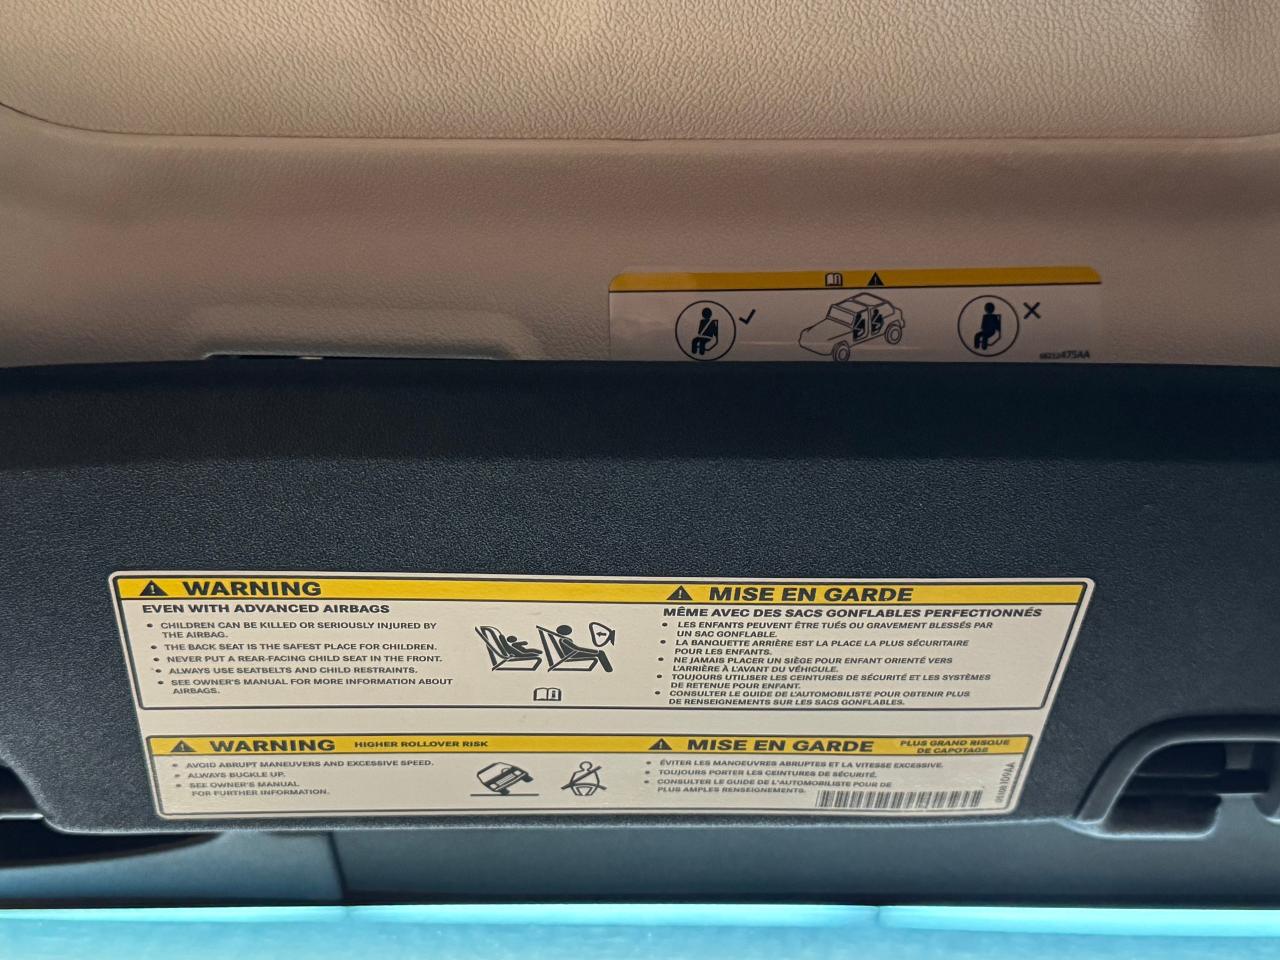 68232475AA
WARNING
EVEN WITH ADVANCED AIRBAGS
• CHILDREN CAN BE KILLED OR SERIOUSLY INJURED BY
THE AIRBAG.
• THE BACK SEAT IS THE SAFEST PLACE FOR CHILDREN.
• NEVER PUT A REAR-FACING CHILD SEAT IN THE FRONT.
• ALWAYS USE SEATBELTS AND CHILD RESTRAINTS.
• SEE OWNER'S MANUAL FOR MORE INFORMATION ABOUT
AIRBAGS.
MISE EN GARDE
MÊME AVEC DES SACS GONFLABLES PERFECTIONNÉS
• LES ENFANTS PEUVENT ÊTRE TUÉS OU GRAVEMENT BLESSÉS PAR
UN SAC GONFLABLE.
• LA BANQUETTE ARRIÈRE EST LA PLACE LA PLUS SÉCURITAIRE
POUR LES ENFANTS.
• NE JAMAIS PLACER UN SIÈGE POUR ENFANT ORIENTÉ VERS
L'ARRIÈRE À L'AVANT DU VÉHICULE.
• TOUJOURS UTILISER LES CEINTURES DE SÉCURITÉ ET LES SYSTÈMES
DE RETENUE POUR ENFANT.
• CONSULTER LE GUIDE DE L'AUTOMOBILISTE POUR OBTENIR PLUS
DE RENSEIGNEMENTS SUR LES SACS GONFLABLES.
WARNING HIGHER ROLLOVER RISK
• AVOID ABRUPT MANEUVERS AND EXCESSIVE SPEED.
• ALWAYS BUCKLE UP.
• SEE OWNER'S MANUAL
FOR FURTHER INFORMATION.
MISE EN GARDE PLUS GRAND RISQUE
DE CAPOTAGE
• ÉVITER LES MANOEUVRES ABRUPTES ET LA VITESSE EXCESSIVE.
• TOUJOURS PORTER LES CEINTURES DE SÉCURITÉ.
• CONSULTER LE GUIDE DE L'AUTOMOBILISTE POUR DE
PLUS AMPLES RENSEIGNEMENTS.